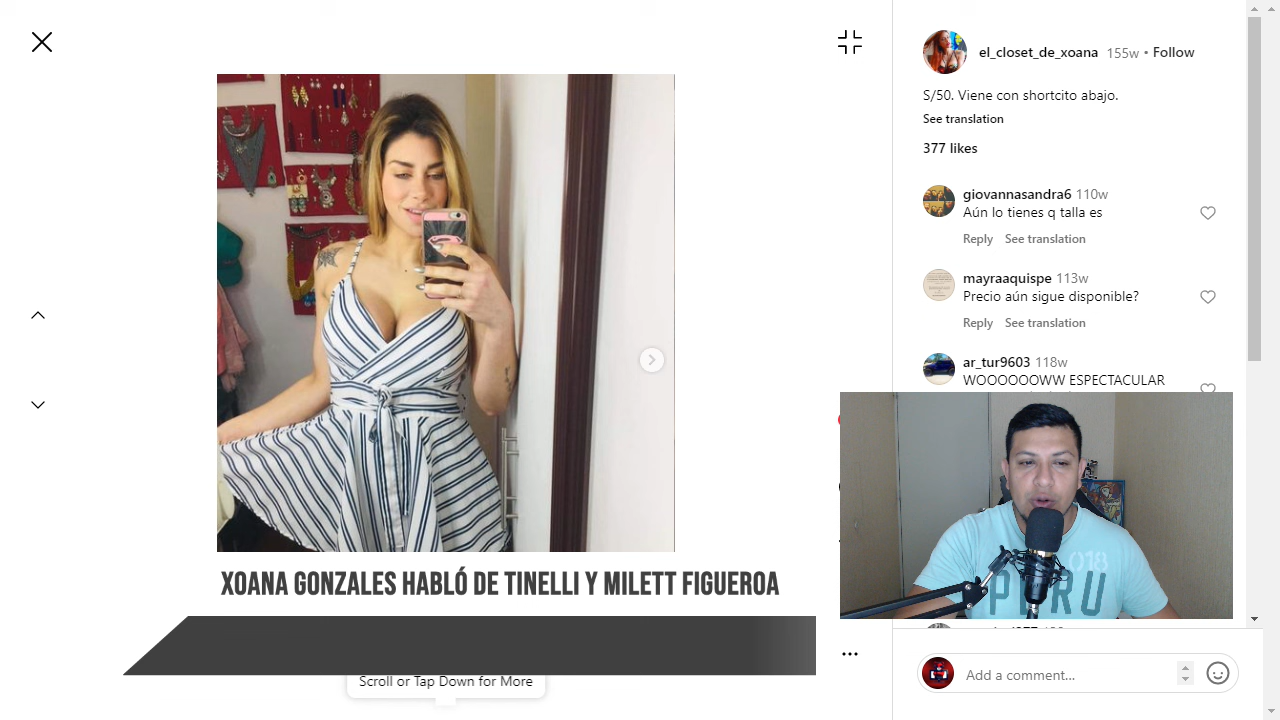 el_closet_de_xoana 155w • Follow
S/50. Viene con shortcito abajo.
See translation
377 likes
giovannasandra6 110w
Aún lo tienes q talla es
Reply See translation
mayraaquispe 113w
Precio aún sigue disponible?
Reply See translation
ar_tur9603 118w
WOOOOOOWW ESPECTACULAR
018
PERU
XOANA GONZALES HABLÓ DE TINELLI Y MILETT FIGUEROA
Scroll or Tap Down for More
Add a comment...